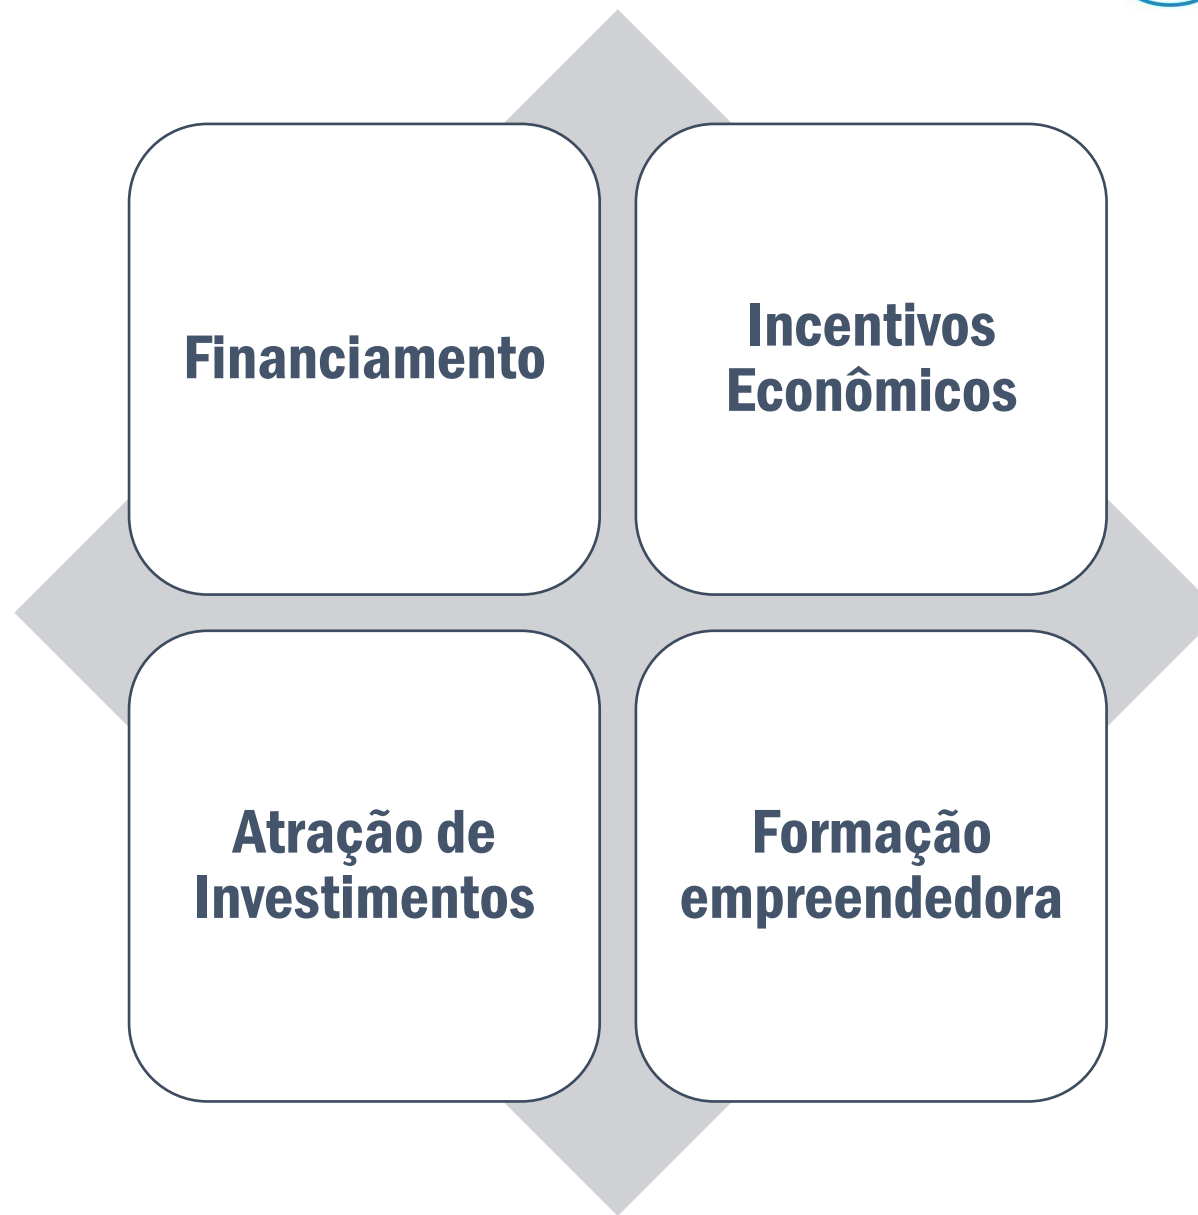 Financiamento
Incentivos
Econômicos
Atração de
Investimentos
Formação
empreendedora